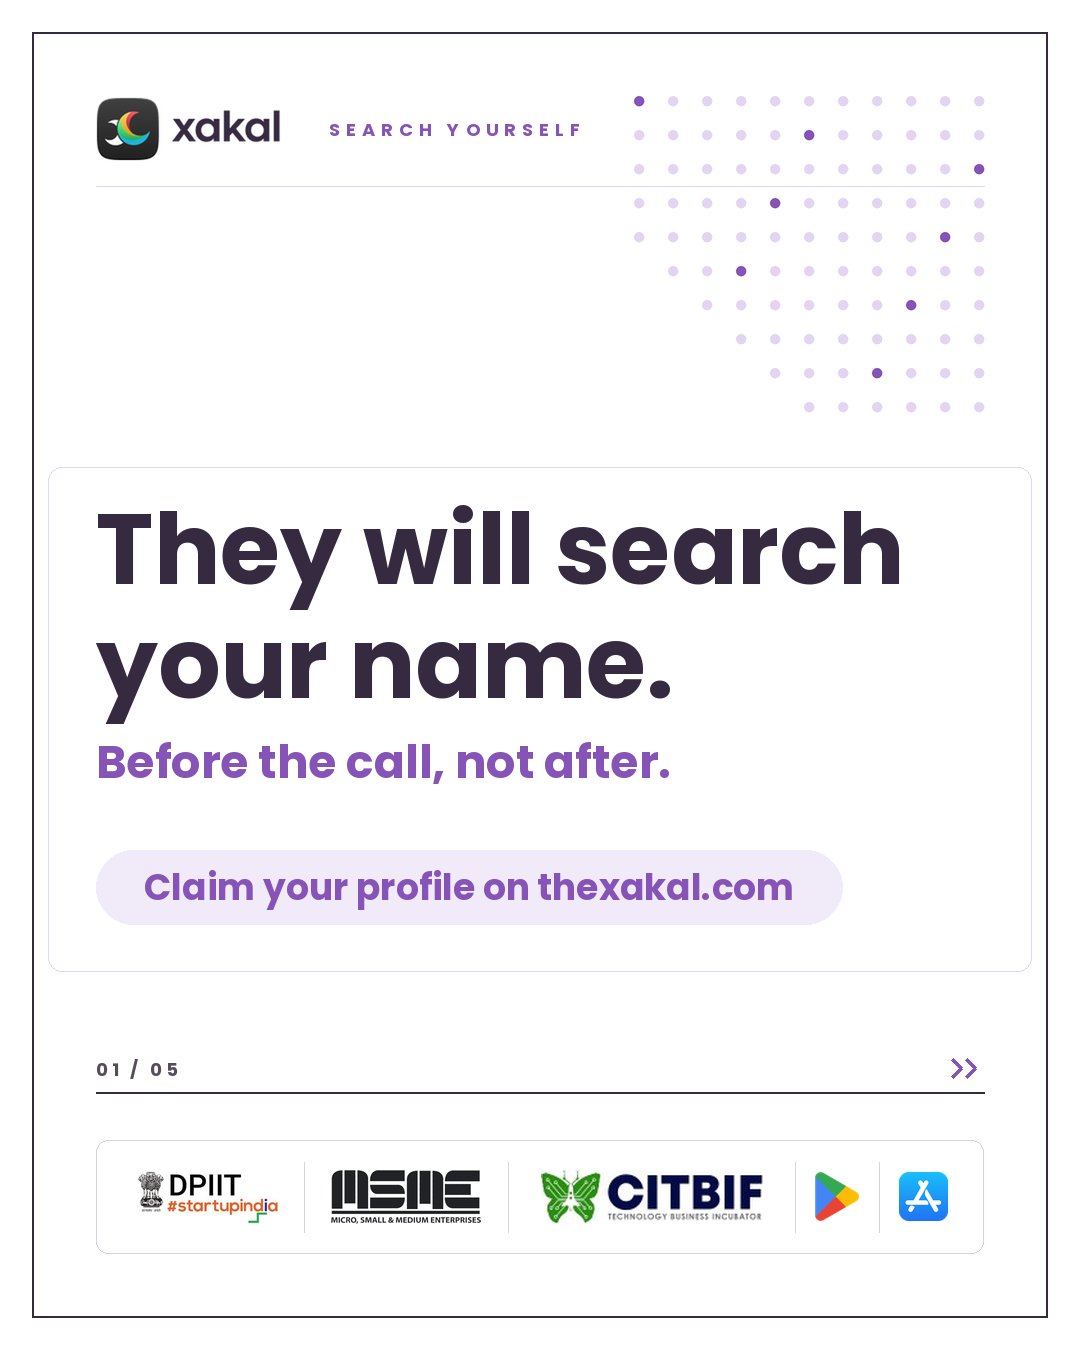 xakal
SEARCH YOURSELF
They will search
your name.
Before the call, not after.
Claim your profile on thexakal.com
01 / 05
DPIIT
#startupindia
MSME
MICRO, SMALL & MEDIUM ENTERPRISES
CITBIF
TECHNOLOGY BUSINESS INCUBATOR